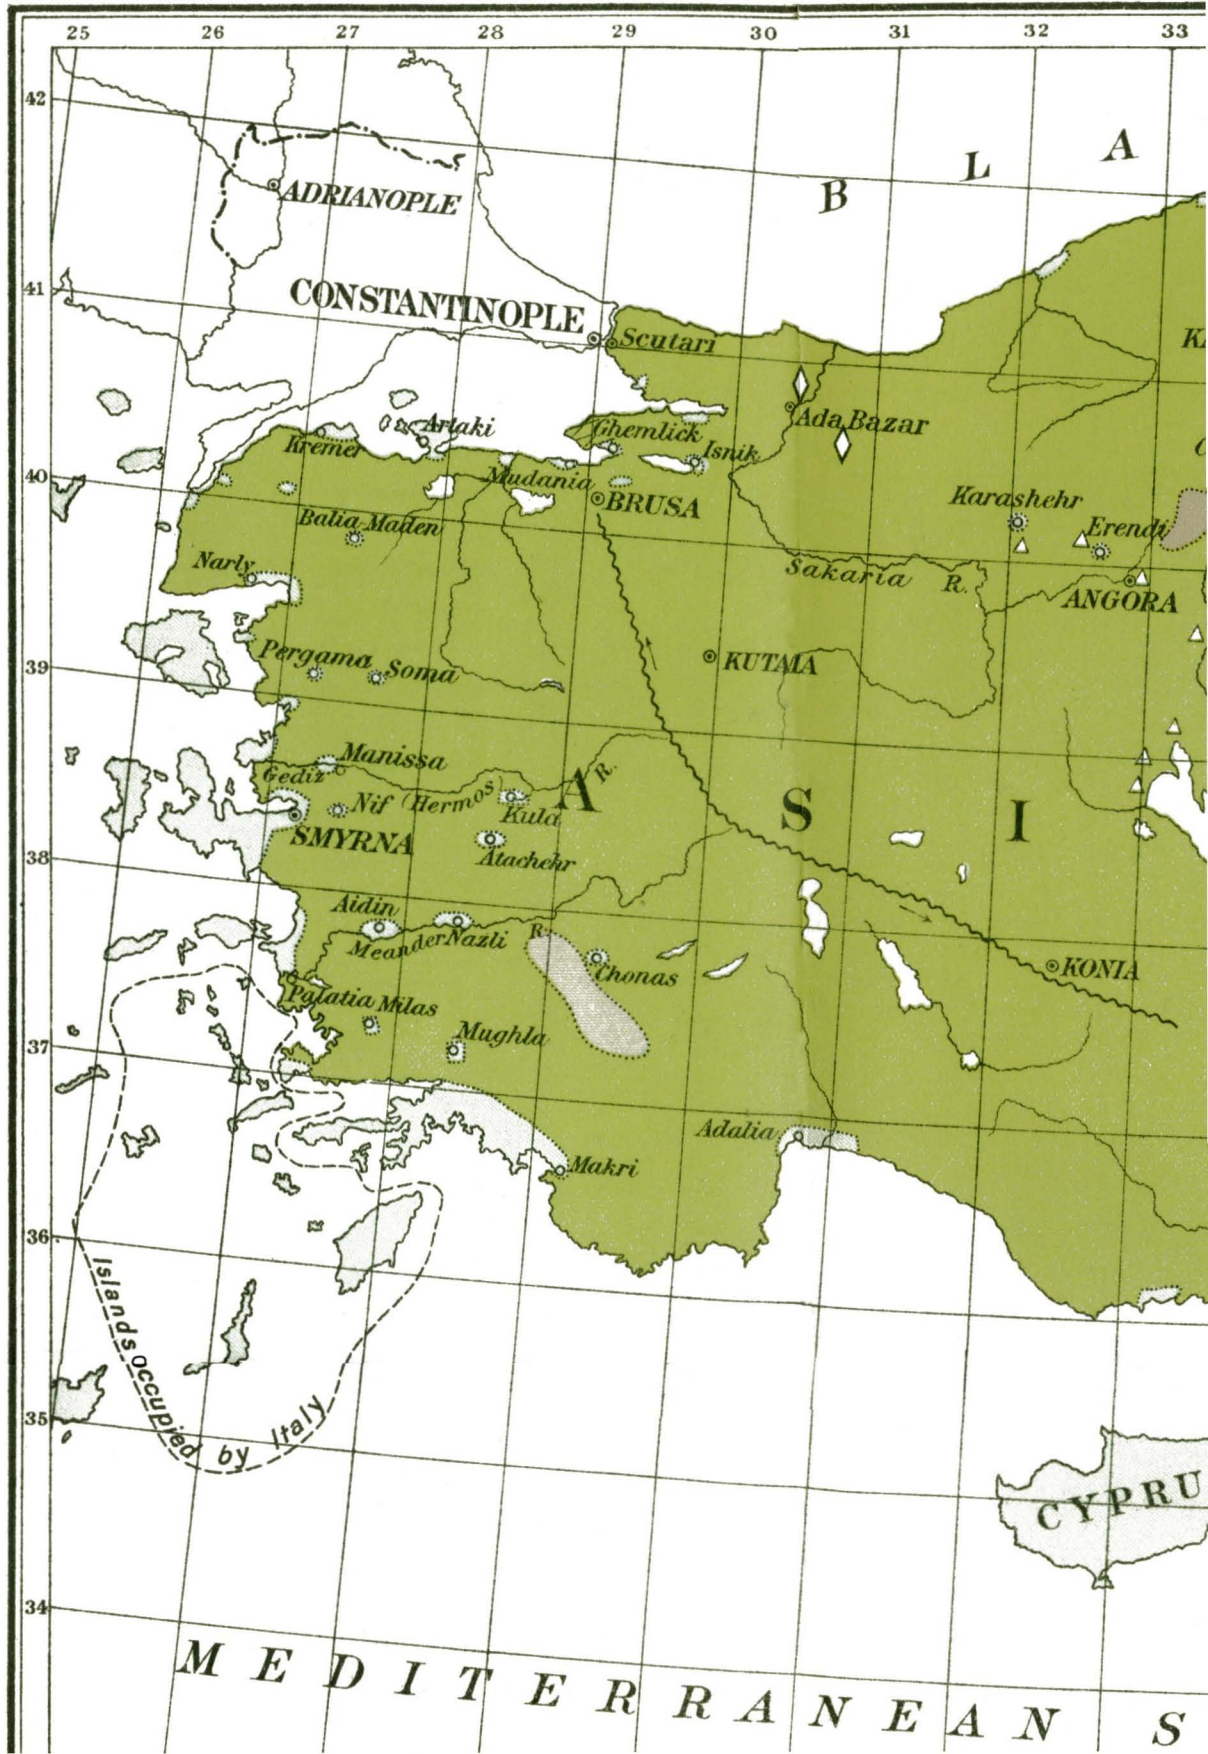 25 26 27 28 29 30 31 32 33
42
B L A
ADRIANOPLE
41
CONSTANTINOPLE
Scutari
Ada Bazar
Artaki
Kremer
Ghemlick
Isnik
40
Mudania
BRUSA
Karashehr
Balia-Maden
Erendi
Narly
Sakaria R.
ANGORA
39
Pergama
Soma
KUTAIA
Manissa
Gediz
Nif
(Hermos)
R.
Kula
A S I
SMYRNA
38
Atachehr
Aidin
Meander
Nazli
R.
Chonas
KONIA
Palatia
Milas
37
Mughla
Adalia
Makri
36
Islands occupied by Italy
35
CYPRU
34
MEDITERRANEAN S